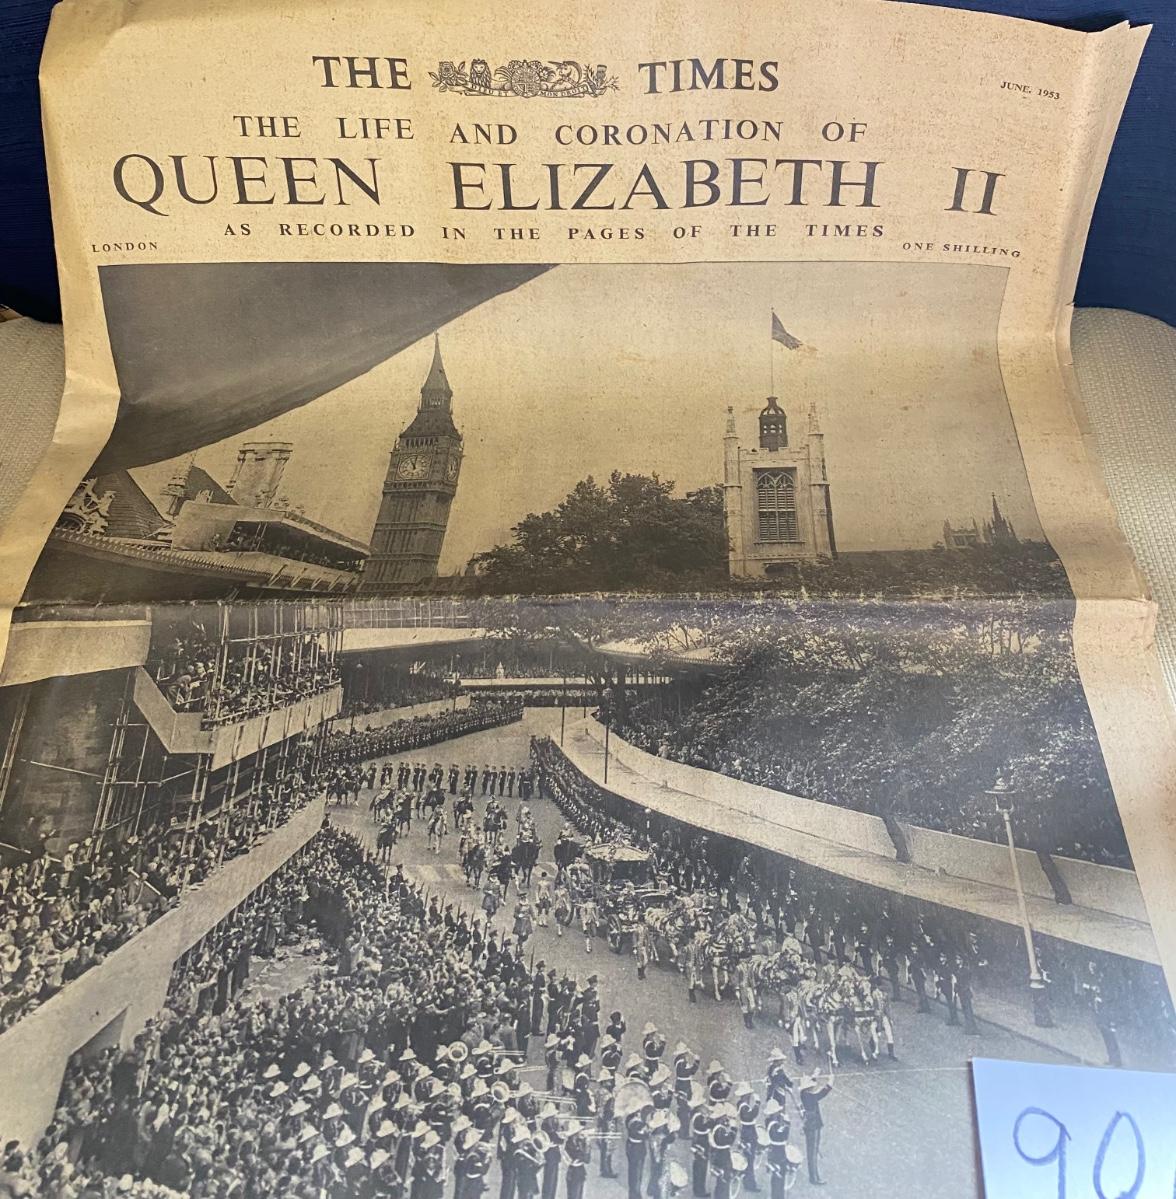 THE TIMES
JUNE, 1953
THE LIFE AND CORONATION OF
QUEEN ELIZABETH II
AS RECORDED IN THE PAGES OF THE TIMES
LONDON
ONE SHILLING
90